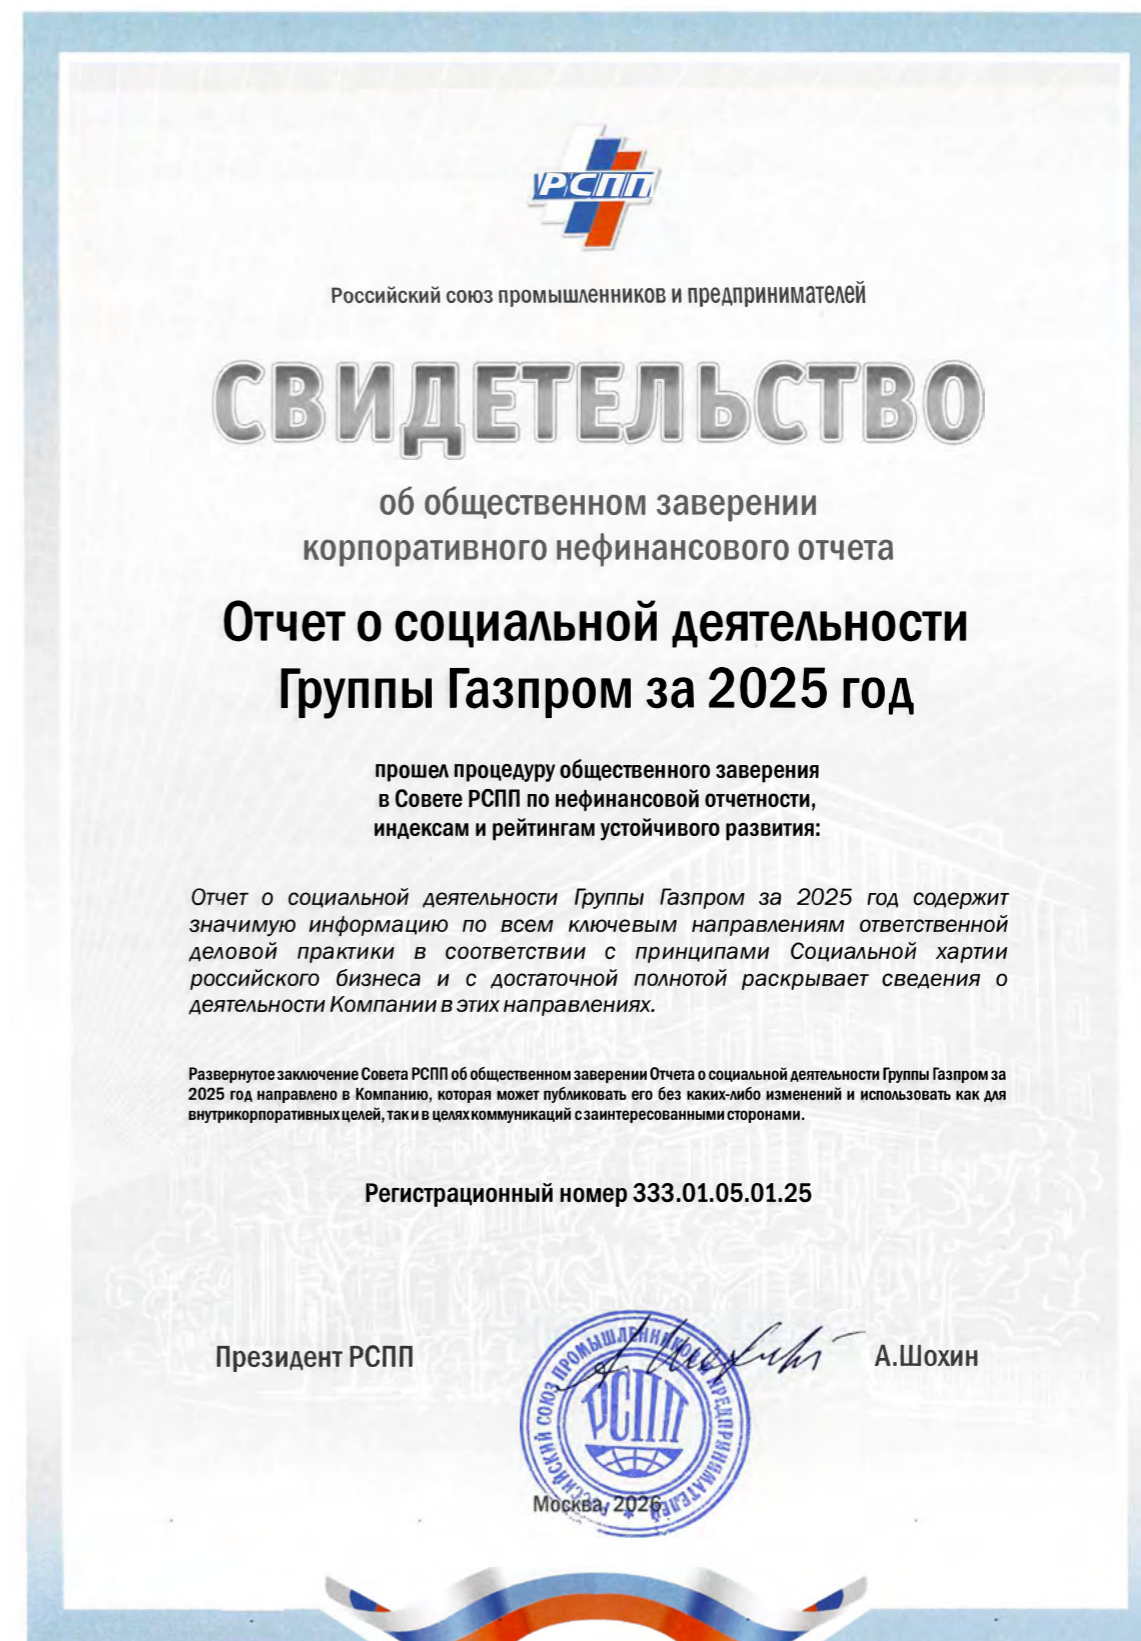 РСПП
Российский союз промышленников и предпринимателей
СВИДЕТЕЛЬСТВО
об общественном заверении
корпоративного нефинансового отчета
Отчет о социальной деятельности
Группы Газпром за 2025 год
прошел процедуру общественного заверения
в Совете РСПП по нефинансовой отчетности,
индексам и рейтингам устойчивого развития:
Отчет о социальной деятельности Группы Газпром за 2025 год содержит
значимую информацию по всем ключевым направлениям ответственной
деловой практики в соответствии с принципами Социальной хартии
российского бизнеса и с достаточной полнотой раскрывает сведения о
деятельности Компании в этих направлениях.
Развернутое заключение Совета РСПП об общественном заверении Отчета о социальной деятельности Группы Газпром за
2025 год направлено в Компанию, которая может публиковать его без каких-либо изменений и использовать как для
внутрикорпоративных целей, так и в целях коммуникаций с заинтересованными сторонами.
Регистрационный номер 333.01.05.01.25
Президент РСПП
А.Шохин
РОССИЙСКИЙ СОЮЗ ПРОМЫШЛЕННИКОВ И ПРЕДПРИНИМАТЕЛЕЙ *
РСПП
Москва, 2026